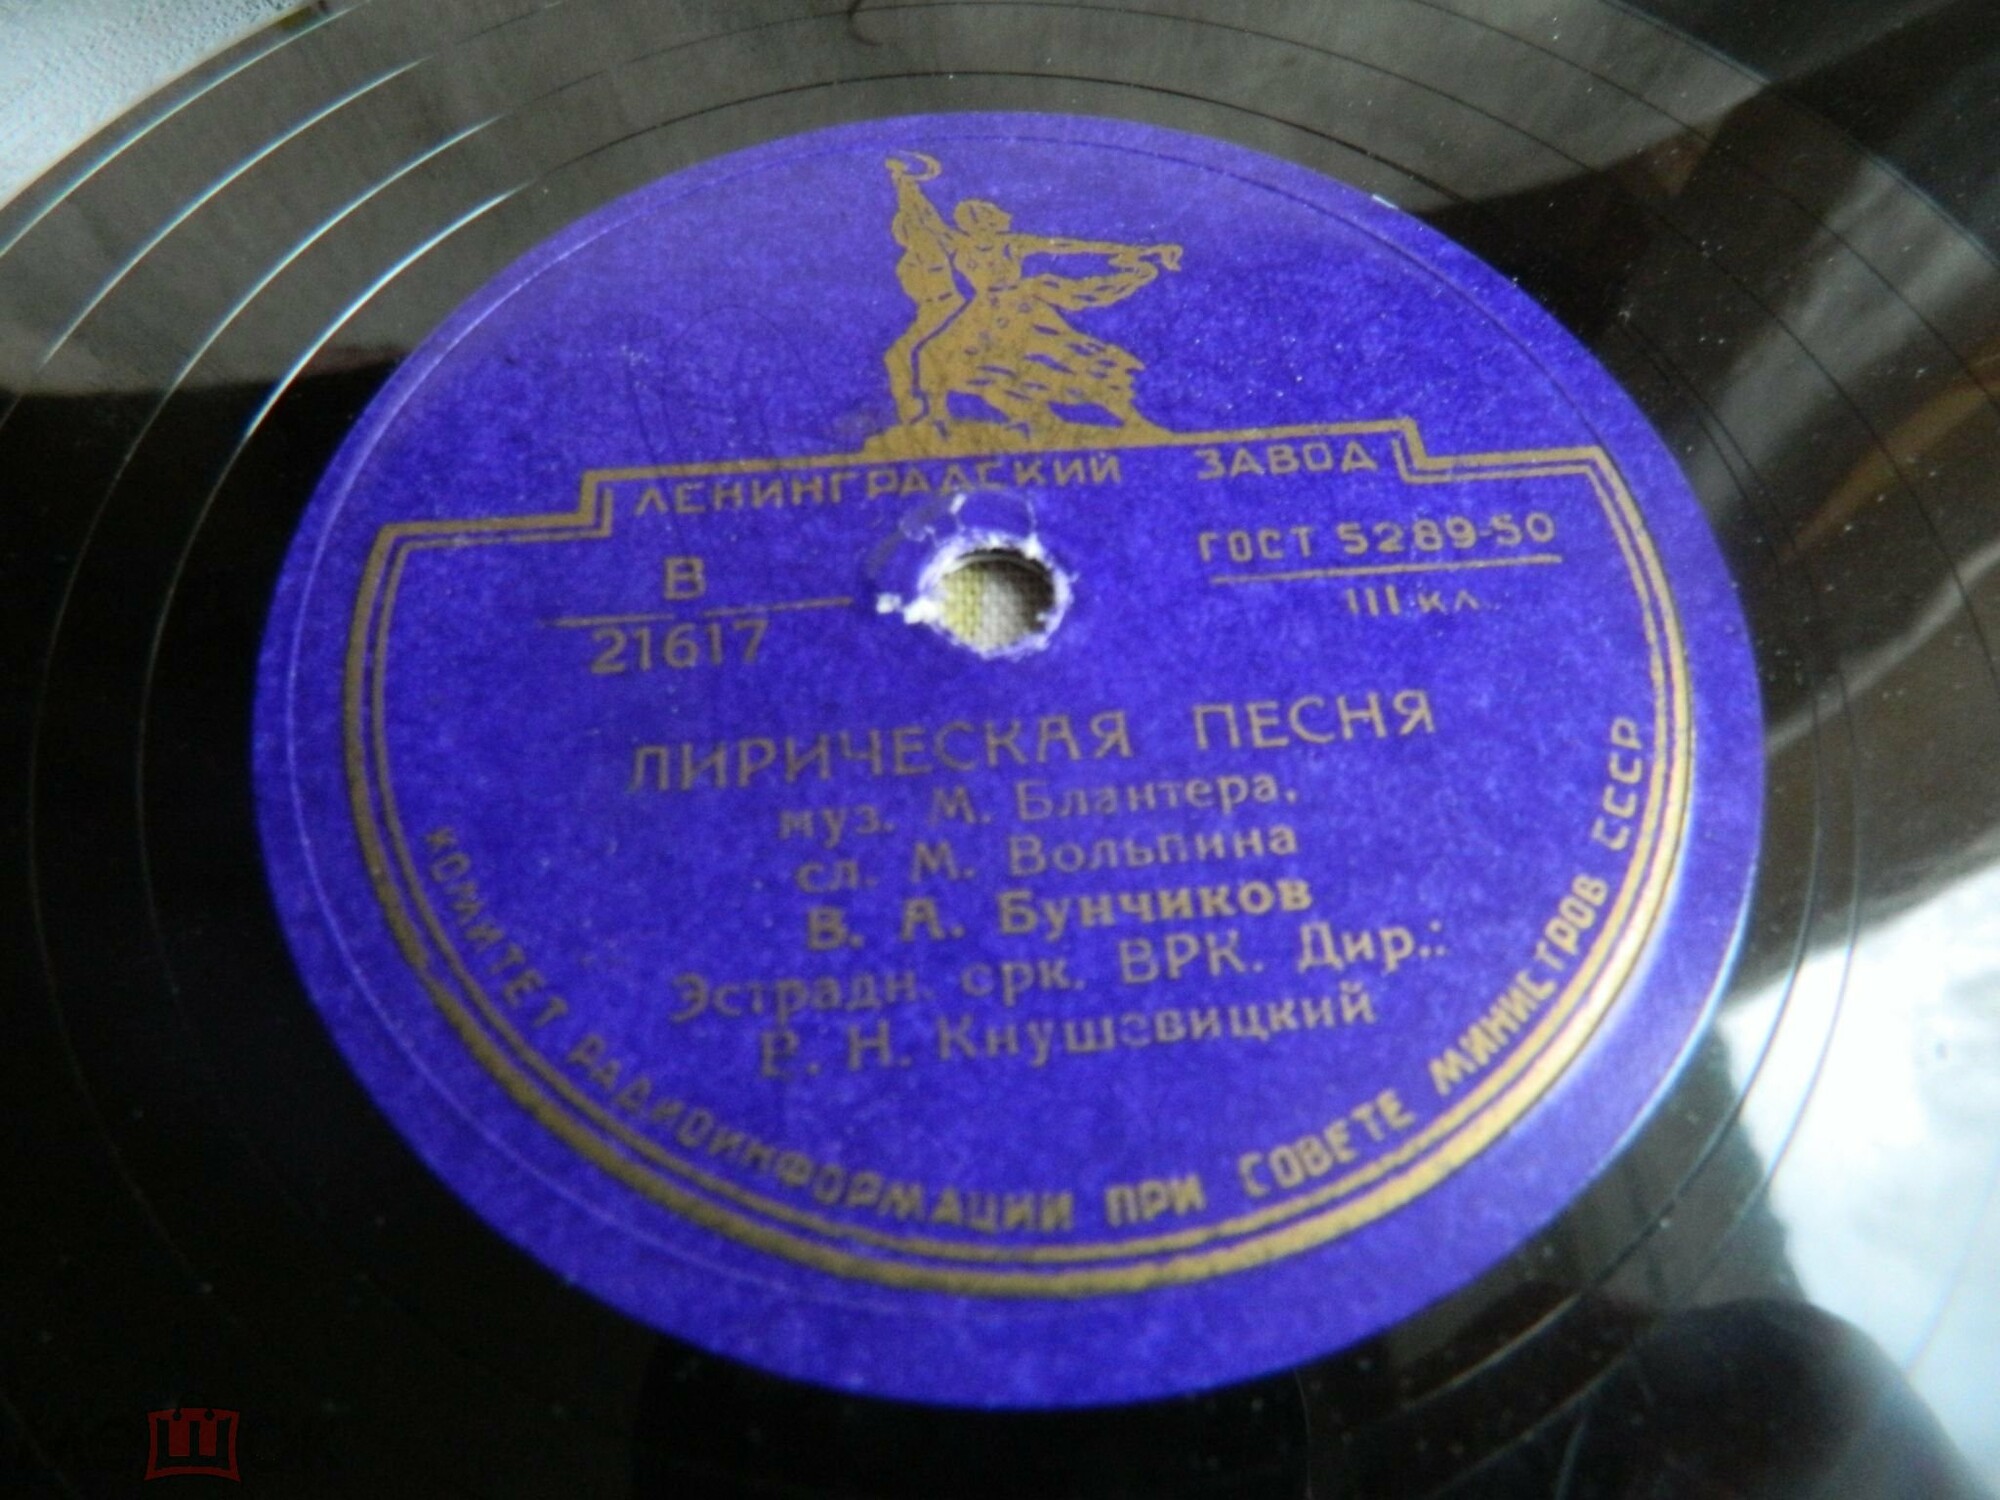 ЛЕНИНГРАДСКИЙ ЗАВОД
В
21617
ГОСТ 5289-50
III кл.
ЛИРИЧЕСКАЯ ПЕСНЯ
муз. М. Блантера,
сл. М. Вольпина
В. А. Бунчиков
Эстрадн. орк. ВРК. Дир.:
Н. Кнушевицкий
КОМИТЕТ РАДИОИНФОРМАЦИИ ПРИ СОВЕТЕ МИНИСТРОВ СССР